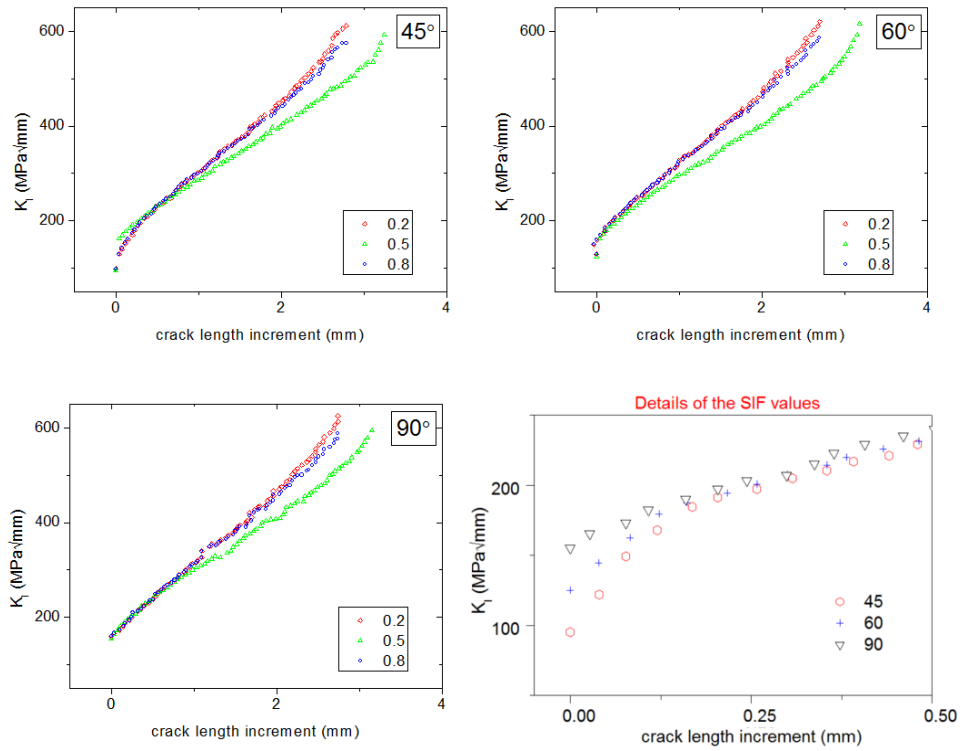 45°
600
400
200
K_I (MPa√mm)
0.2
0.5
0.8
0 2 4
crack length increment (mm)
60°
600
400
200
K_I (MPa√mm)
0.2
0.5
0.8
0 2 4
crack length increment (mm)
90°
600
400
200
K_I (MPa√mm)
0.2
0.5
0.8
0 2 4
crack length increment (mm)
Details of the SIF values
200
100
K_I (MPa√mm)
45
60
90
0.00 0.25 0.50
crack length increment (mm)